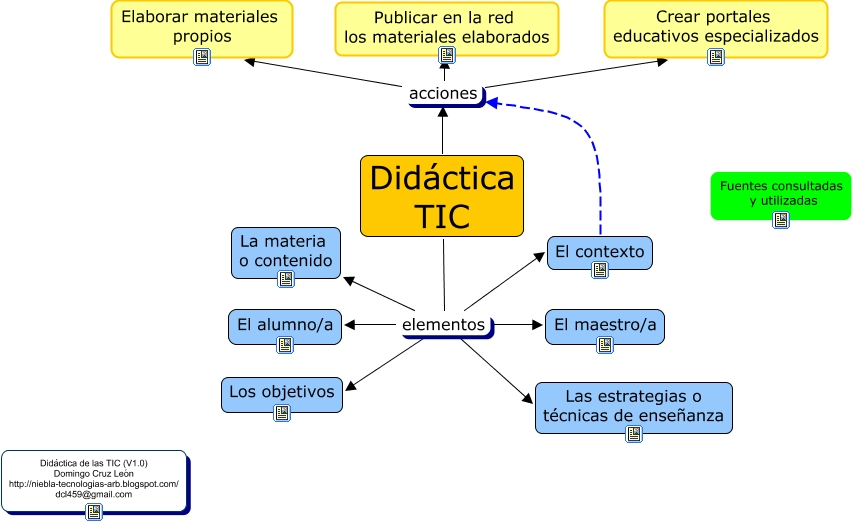 Elaborar materiales
propios
Publicar en la red
los materiales elaborados
Crear portales
educativos especializados
acciones
Didáctica
TIC
Fuentes consultadas
y utilizadas
La materia
o contenido
El contexto
El alumno/a
elementos
El maestro/a
Los objetivos
Las estrategias o
técnicas de enseñanza
Didáctica de las TIC (V1.0)
Domingo Cruz León
http://niebla-tecnologias-arb.blogspot.com/
dcl459@gmail.com